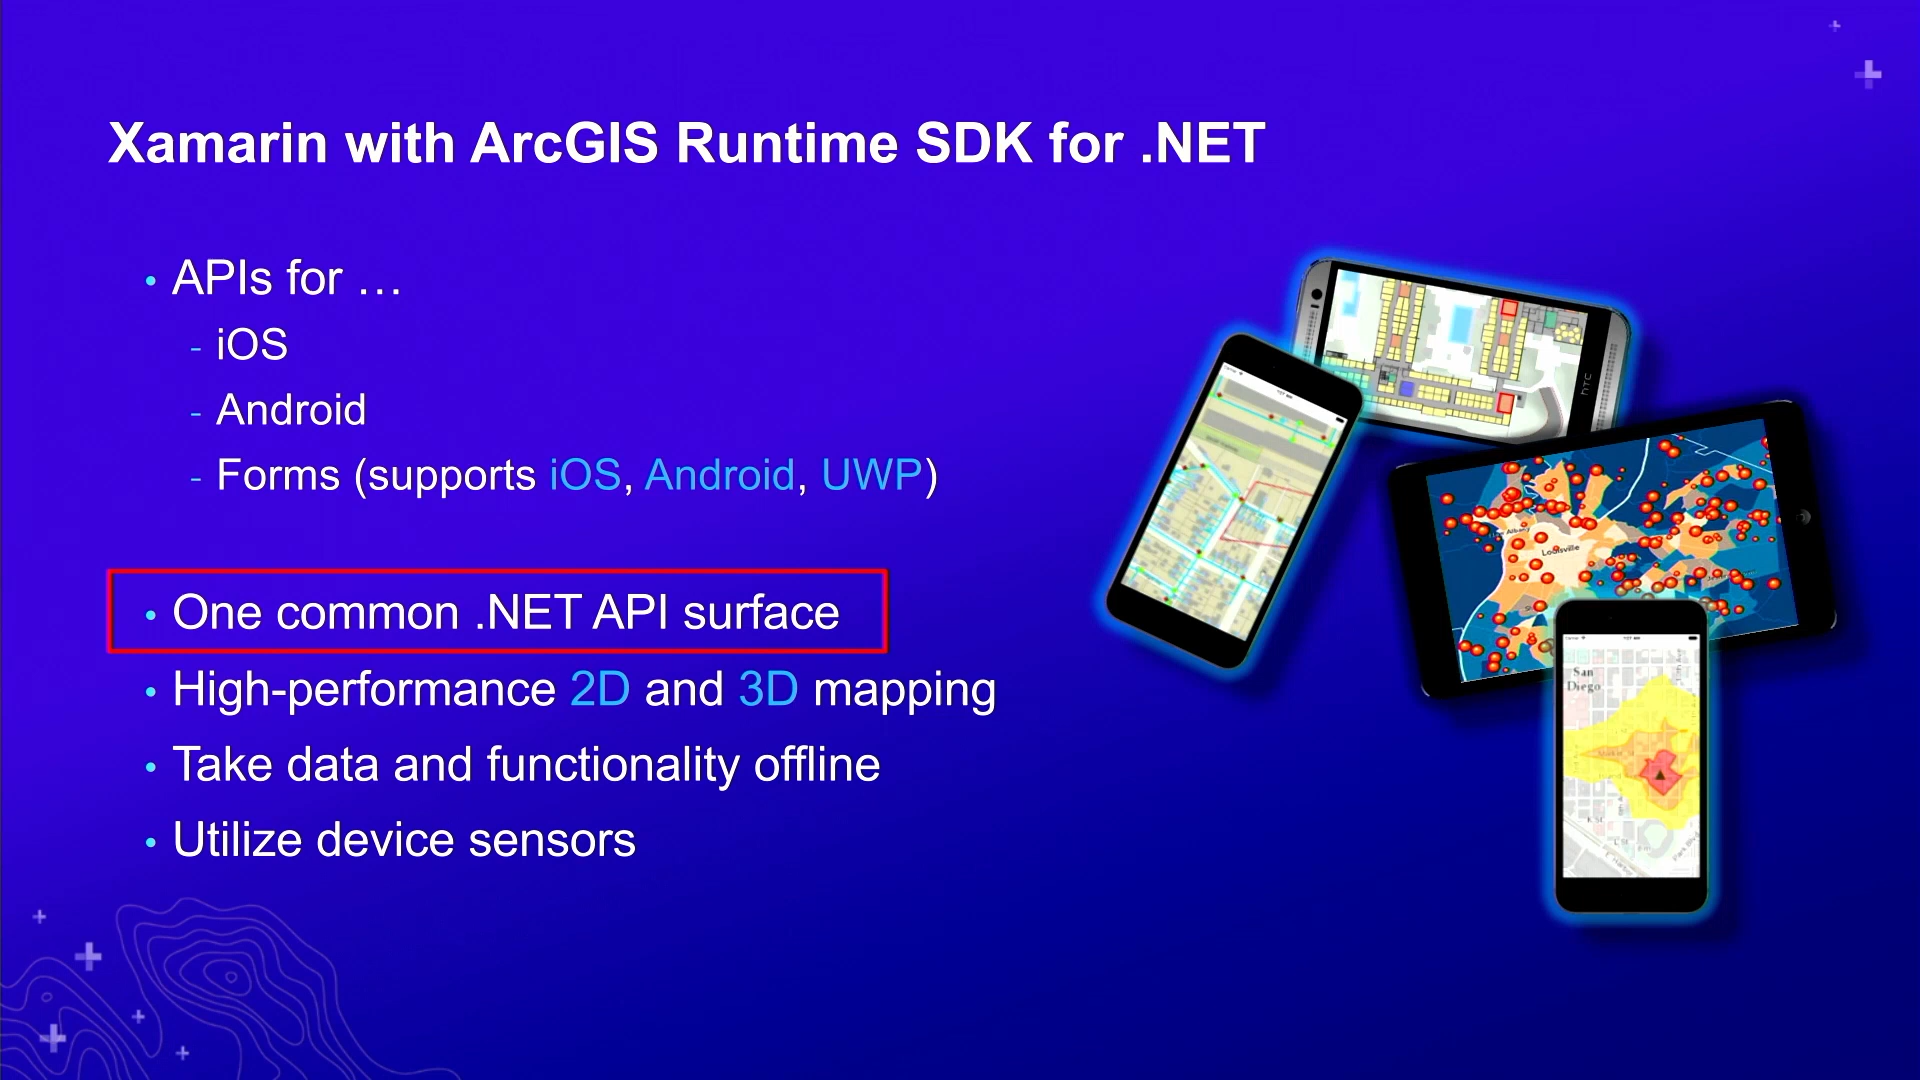 Xamarin with ArcGIS Runtime SDK for .NET
• APIs for …
- iOS
- Android
- Forms (supports iOS, Android, UWP)
• One common .NET API surface
• High-performance 2D and 3D mapping
• Take data and functionality offline
• Utilize device sensors
hTC
Louisville
San
Diego